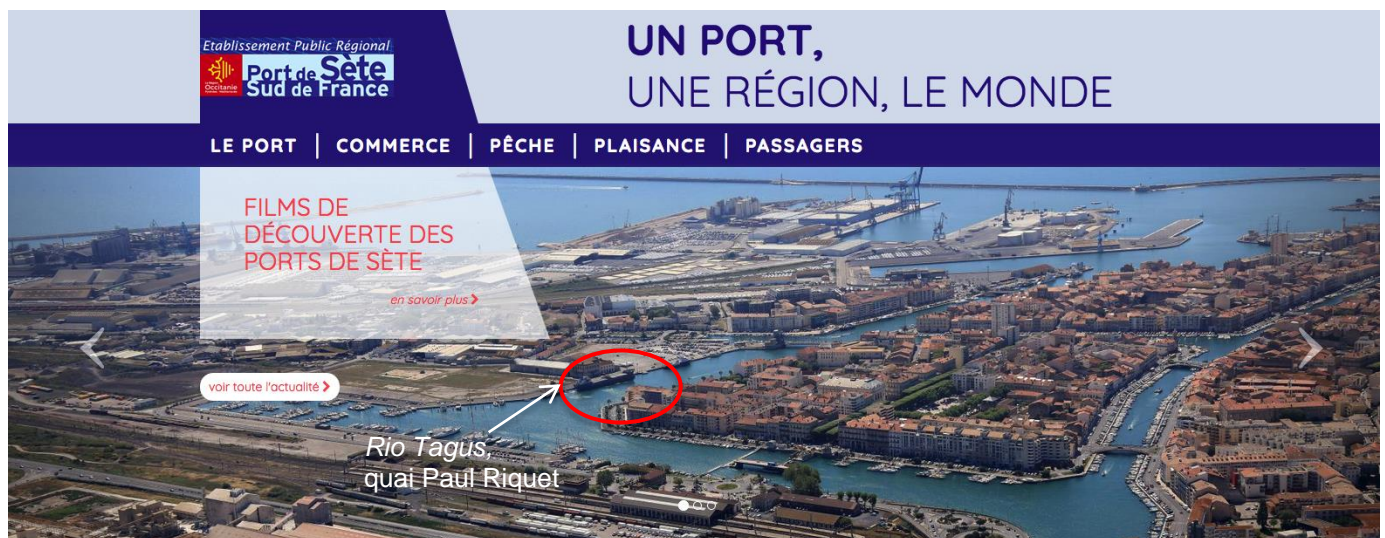 Etablissement Public Régional
Port de Sète
Sud de France
Occitanie
UN PORT,
UNE RÉGION, LE MONDE
LE PORT | COMMERCE | PÊCHE | PLAISANCE | PASSAGERS
FILMS DE
DÉCOUVERTE DES
PORTS DE SÈTE
en savoir plus
voir toute l'actualité
Rio Tagus,
quai Paul Riquet